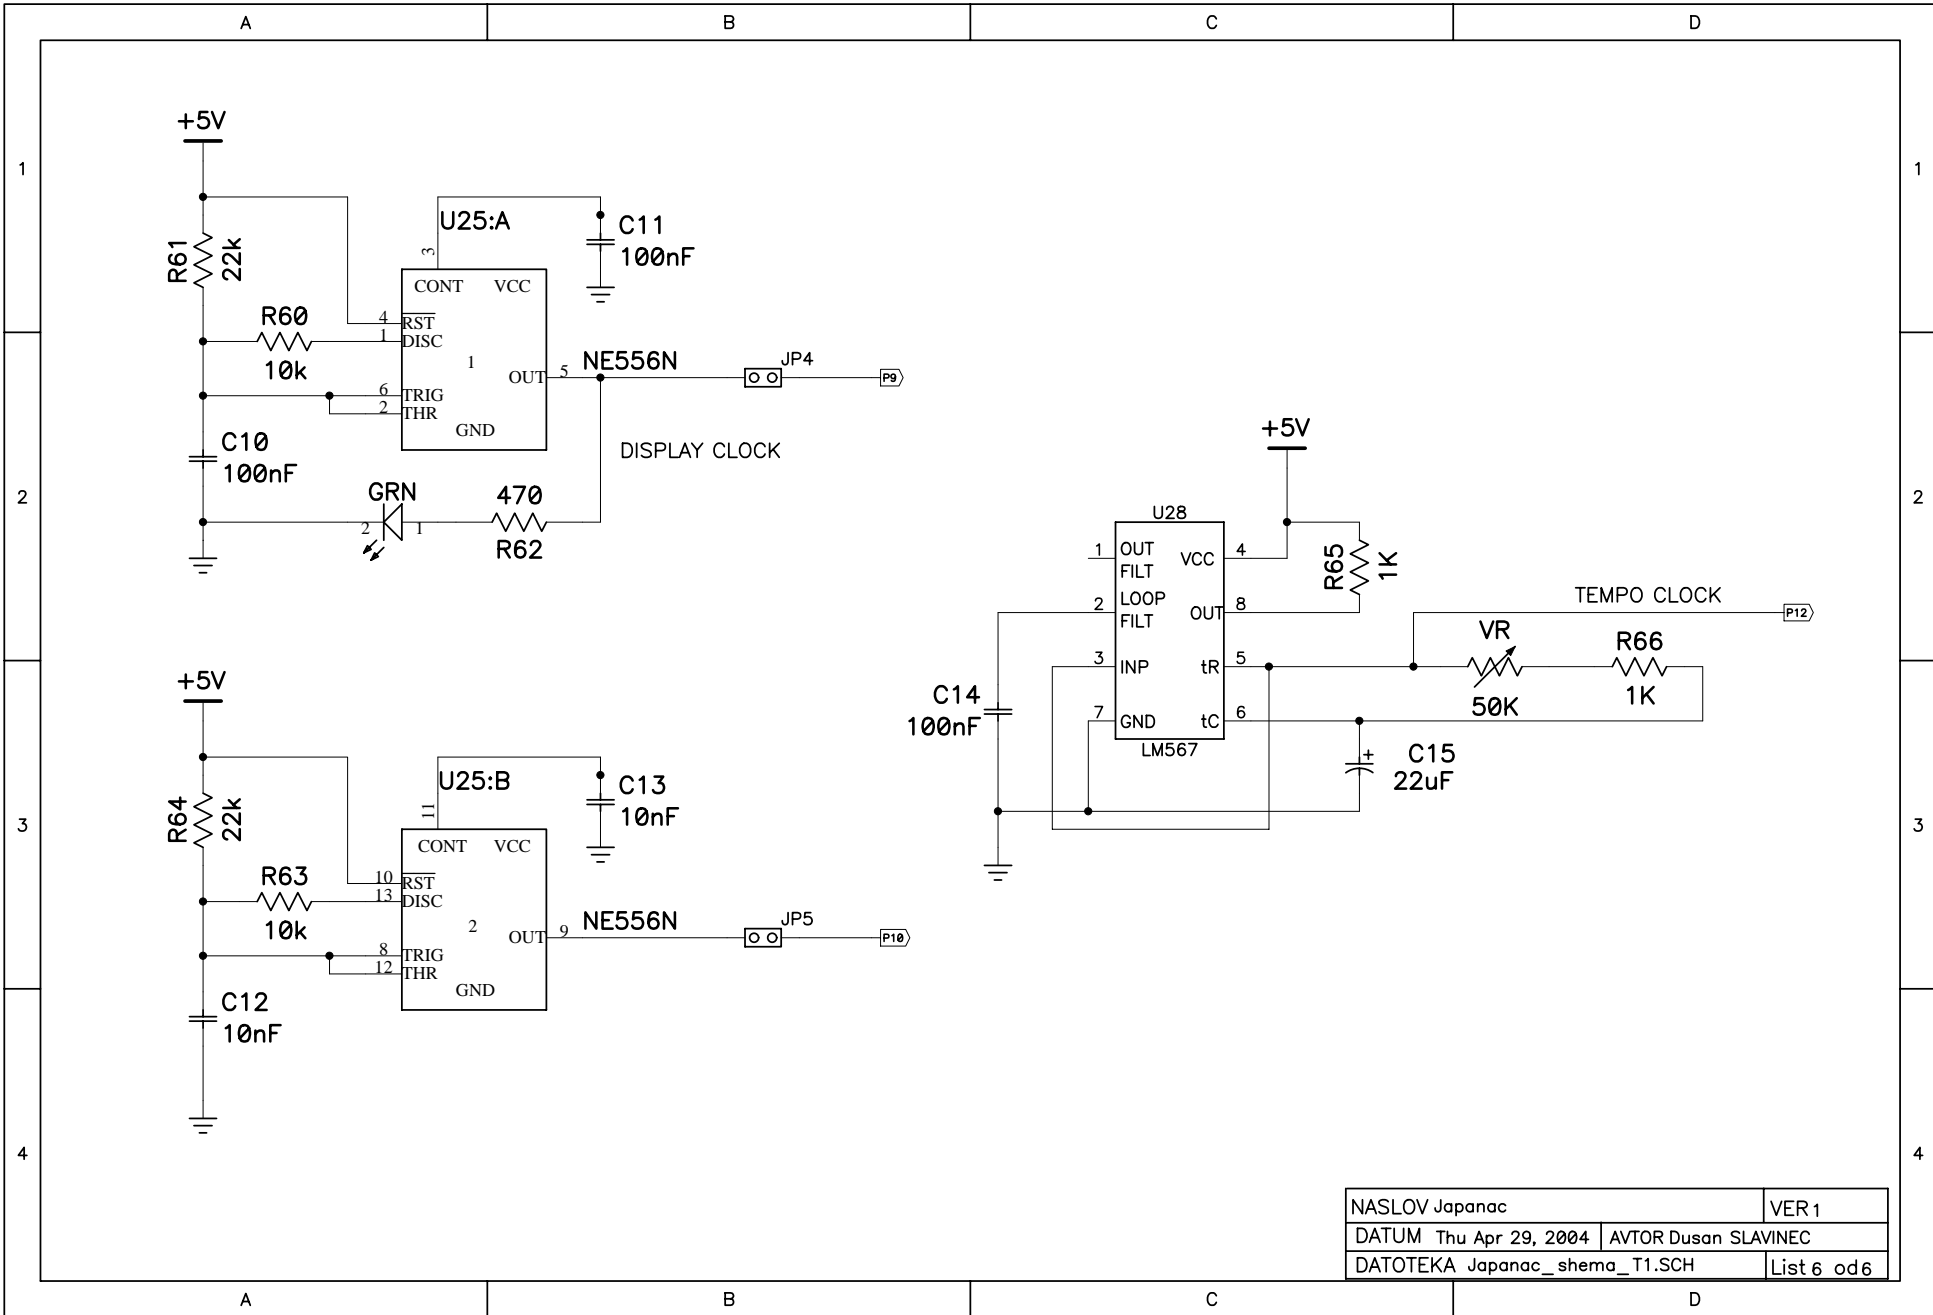 A B C D
1 1
+5V
R61
22k
R60
10k
C10
100nF
U25:A
3
CONT VCC
4 RST
1 DISC
1
6 TRIG
2 THR
OUT 5
GND
NE556N
C11
100nF
JP4
P9
DISPLAY CLOCK
GRN
2 1
470
R62
2 2
+5V
U28
1 OUT FILT
VCC 4
2 LOOP FILT
OUT 8
3 INP
tR 5
7 GND
tC 6
LM567
R65
1K
TEMPO CLOCK
P12
VR
50K
R66
1K
C14
100nF
C15
+
22uF
+5V
3 3
R64
22k
R63
10k
C12
10nF
U25:B
11
CONT VCC
10 RST
13 DISC
2
8 TRIG
12 THR
OUT 9
GND
NE556N
C13
10nF
JP5
P10
4 4
NASLOV Japanac VER 1
DATUM Thu Apr 29, 2004 AVTOR Dusan SLAVINEC
DATOTEKA Japanac_shema_T1.SCH List 6 od 6
A B C D